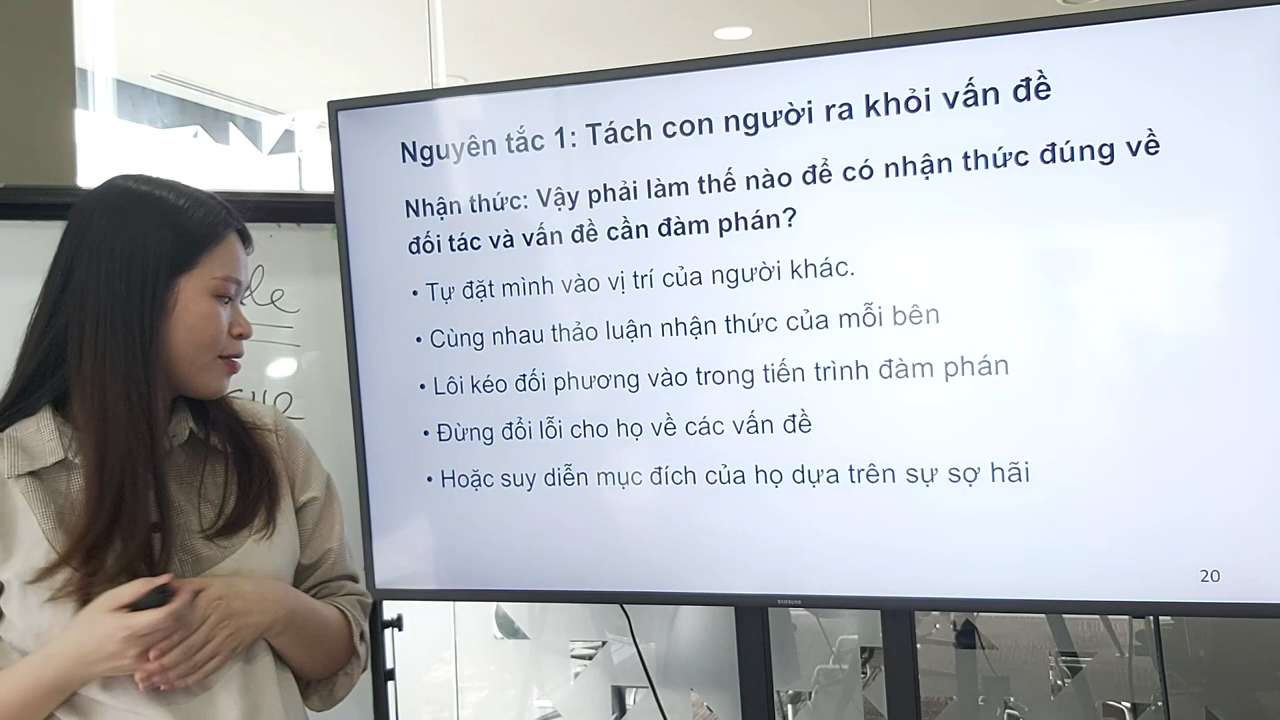 Nguyên tắc 1: Tách con người ra khỏi vấn đề
Nhận thức: Vậy phải làm thế nào để có nhận thức đúng về
đối tác và vấn đề cần đàm phán?
• Tự đặt mình vào vị trí của người khác.
• Cùng nhau thảo luận nhận thức của mỗi bên
• Lôi kéo đối phương vào trong tiến trình đàm phán
• Đừng đổi lỗi cho họ về các vấn đề
• Hoặc suy diễn mục đích của họ dựa trên sự sợ hãi
20
SAMSUNG